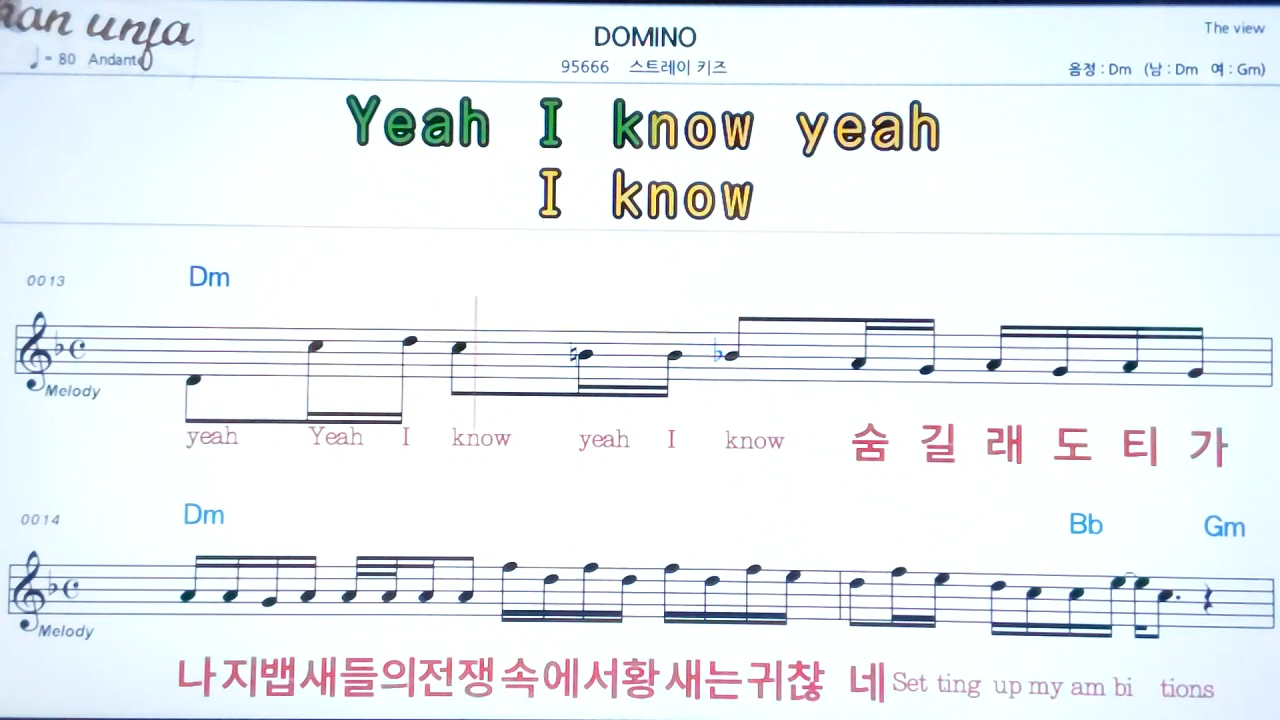 an unja
♩= 80 Andante
DOMINO
95666 스트레이 키즈
The view
음정 : Dm (남 : Dm 여 : Gm)
Yeah I know yeah
I know
0013
Dm
Melody
yeah Yeah I know yeah I know 숨 길 래 도 티 가
0014
Dm Bb Gm
Melody
나지뱁새들의전쟁속에서황새는귀찮 네 Set ting up my am bi tions